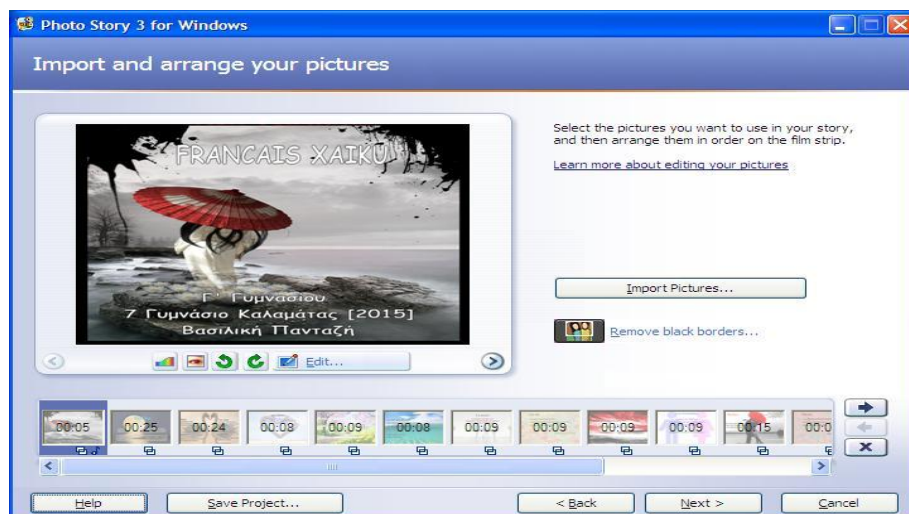 Photo Story 3 for Windows
Import and arrange your pictures
FRANCAIS XAIKU
Γ' Γυμνάσιου
7 Γυμνάσιο Καλαμάτας [2015]
Βασιλική Πανταζή
Select the pictures you want to use in your story,
and then arrange them in order on the film strip.
Learn more about editing your pictures
Import Pictures...
Remove black borders...
Edit...
00:05 00:25 00:24 00:08 00:09 00:08 00:09 00:09 00:09 00:09 00:15 00:0
Help Save Project... < Back Next > Cancel